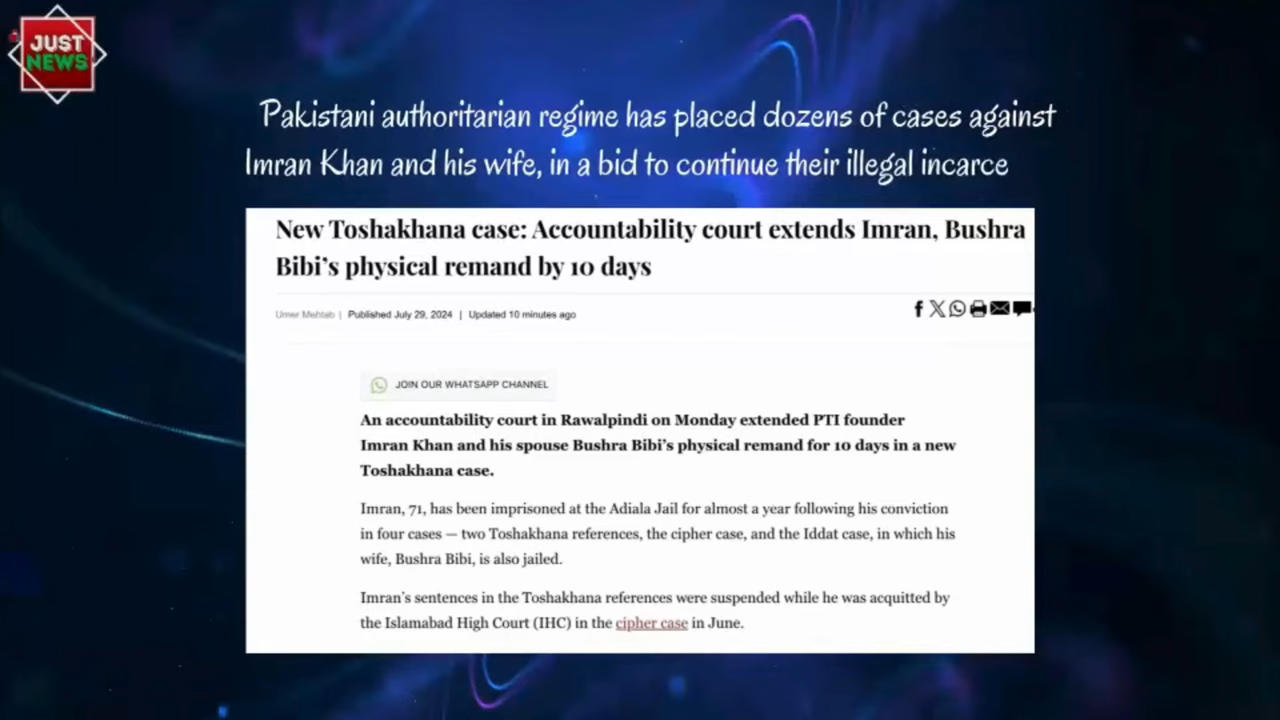 JUST
NEWS
Pakistani authoritarian regime has placed dozens of cases against
Imran Khan and his wife, in a bid to continue their illegal incarce
New Toshakhana case: Accountability court extends Imran, Bushra
Bibi's physical remand by 10 days
Umer Mehtab | Published July 29, 2024 | Updated 10 minutes ago
JOIN OUR WHATSAPP CHANNEL
An accountability court in Rawalpindi on Monday extended PTI founder
Imran Khan and his spouse Bushra Bibi's physical remand for 10 days in a new
Toshakhana case.
Imran, 71, has been imprisoned at the Adiala Jail for almost a year following his conviction
in four cases — two Toshakhana references, the cipher case, and the Iddat case, in which his
wife, Bushra Bibi, is also jailed.
Imran's sentences in the Toshakhana references were suspended while he was acquitted by
the Islamabad High Court (IHC) in the cipher case in June.